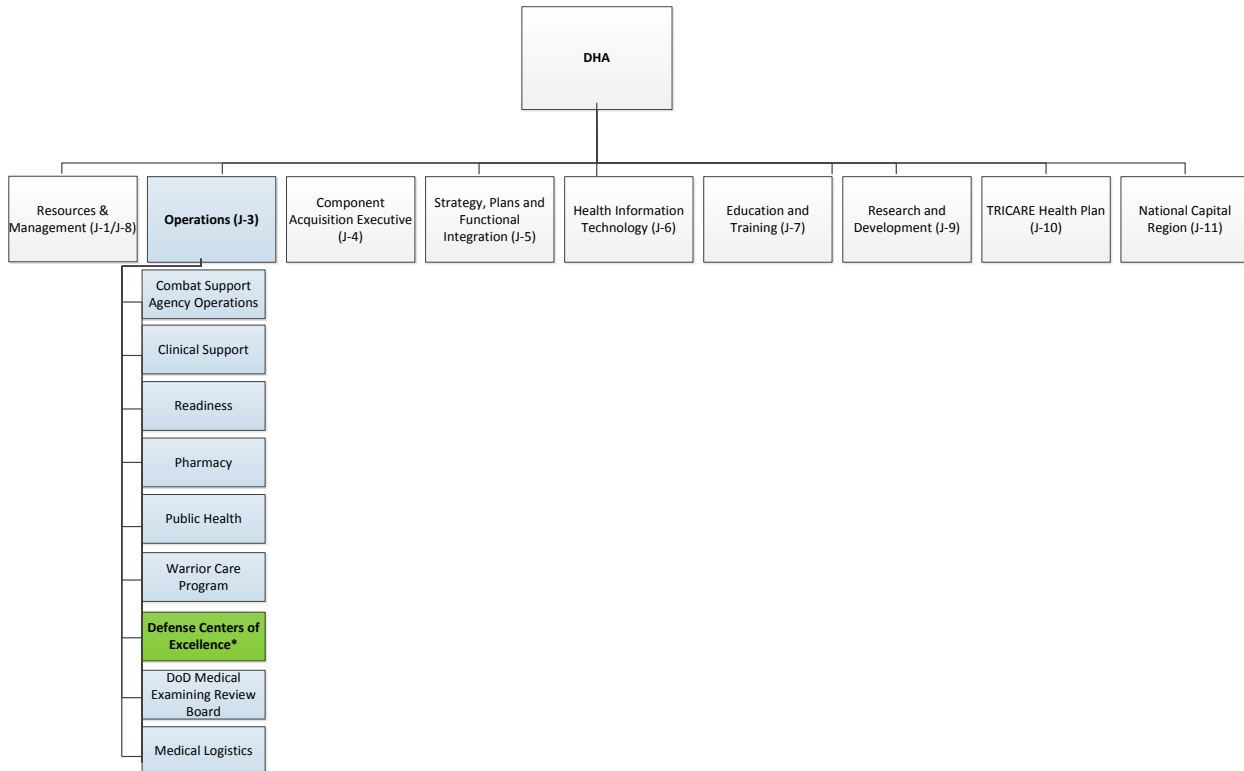 DHA
Resources &
Management (J-1/J-8)
Operations (J-3)
Component
Acquisition Executive
(J-4)
Strategy, Plans and
Functional
Integration (J-5)
Health Information
Technology (J-6)
Education and
Training (J-7)
Research and
Development (J-9)
TRICARE Health Plan
(J-10)
National Capital
Region (J-11)
Combat Support
Agency Operations
Clinical Support
Readiness
Pharmacy
Public Health
Warrior Care
Program
Defense Centers of
Excellence*
DoD Medical
Examining Review
Board
Medical Logistics